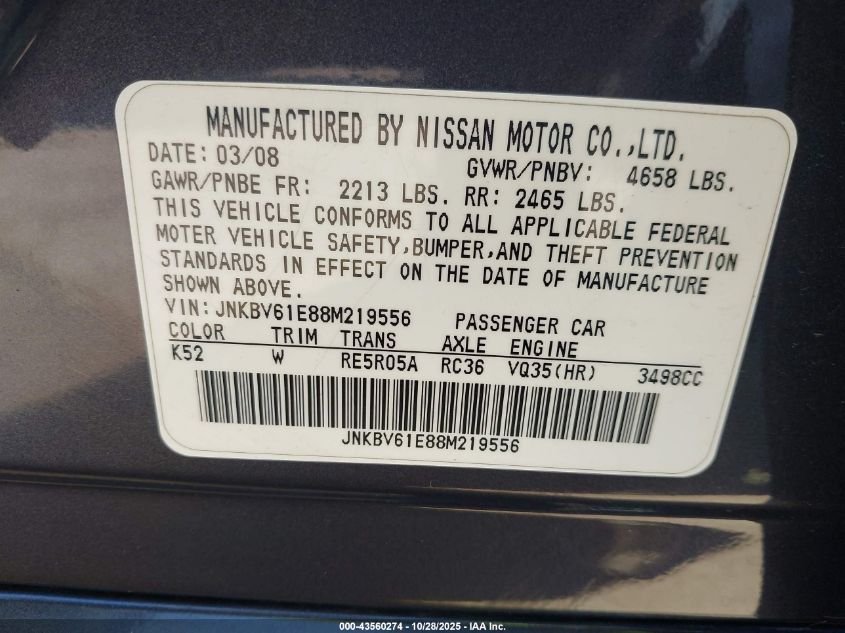 MANUFACTURED BY NISSAN MOTOR CO.,LTD.
DATE: 03/08 GVWR/PNBV: 4658 LBS.
GAWR/PNBE FR: 2213 LBS. RR: 2465 LBS.
THIS VEHICLE CONFORMS TO ALL APPLICABLE FEDERAL
MOTER VEHICLE SAFETY,BUMPER,AND THEFT PREVENTION
STANDARDS IN EFFECT ON THE DATE OF MANUFACTURE
SHOWN ABOVE.
VIN:JNKBV61E88M219556 PASSENGER CAR
COLOR TRIM TRANS AXLE ENGINE
K52 W RE5R05A RC36 VQ35(HR) 3498CC
JNKBV61E88M219556
000-43560274 | 10/28/2025 - IAA Inc.